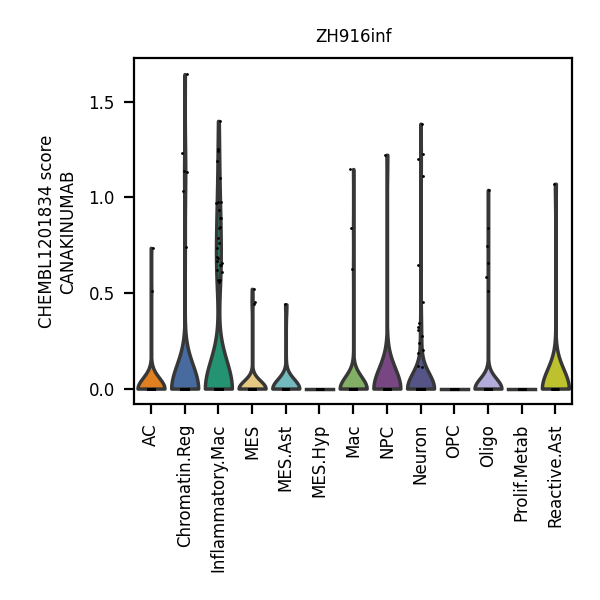 ZH916inf
CHEMBL1201834 score
CANAKINUMAB
1.5
1.0
0.5
0.0
AC
Chromatin.Reg
Inflammatory.Mac
MES
MES.Ast
MES.Hyp
Mac
NPC
Neuron
OPC
Oligo
Prolif.Metab
Reactive.Ast